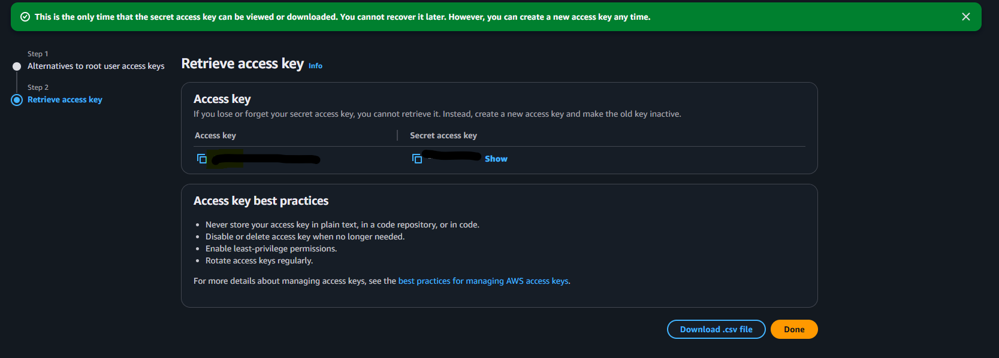 This is the only time that the secret access key can be viewed or downloaded. You cannot recover it later. However, you can create a new access key any time.
Step 1
Alternatives to root user access keys
Step 2
Retrieve access key
Retrieve access key Info
Access key
If you lose or forget your secret access key, you cannot retrieve it. Instead, create a new access key and make the old key inactive.
Access key
Secret access key
Show
Access key best practices
Never store your access key in plain text, in a code repository, or in code.
Disable or delete access key when no longer needed.
Enable least-privilege permissions.
Rotate access keys regularly.
For more details about managing access keys, see the best practices for managing AWS access keys.
Download .csv file
Done